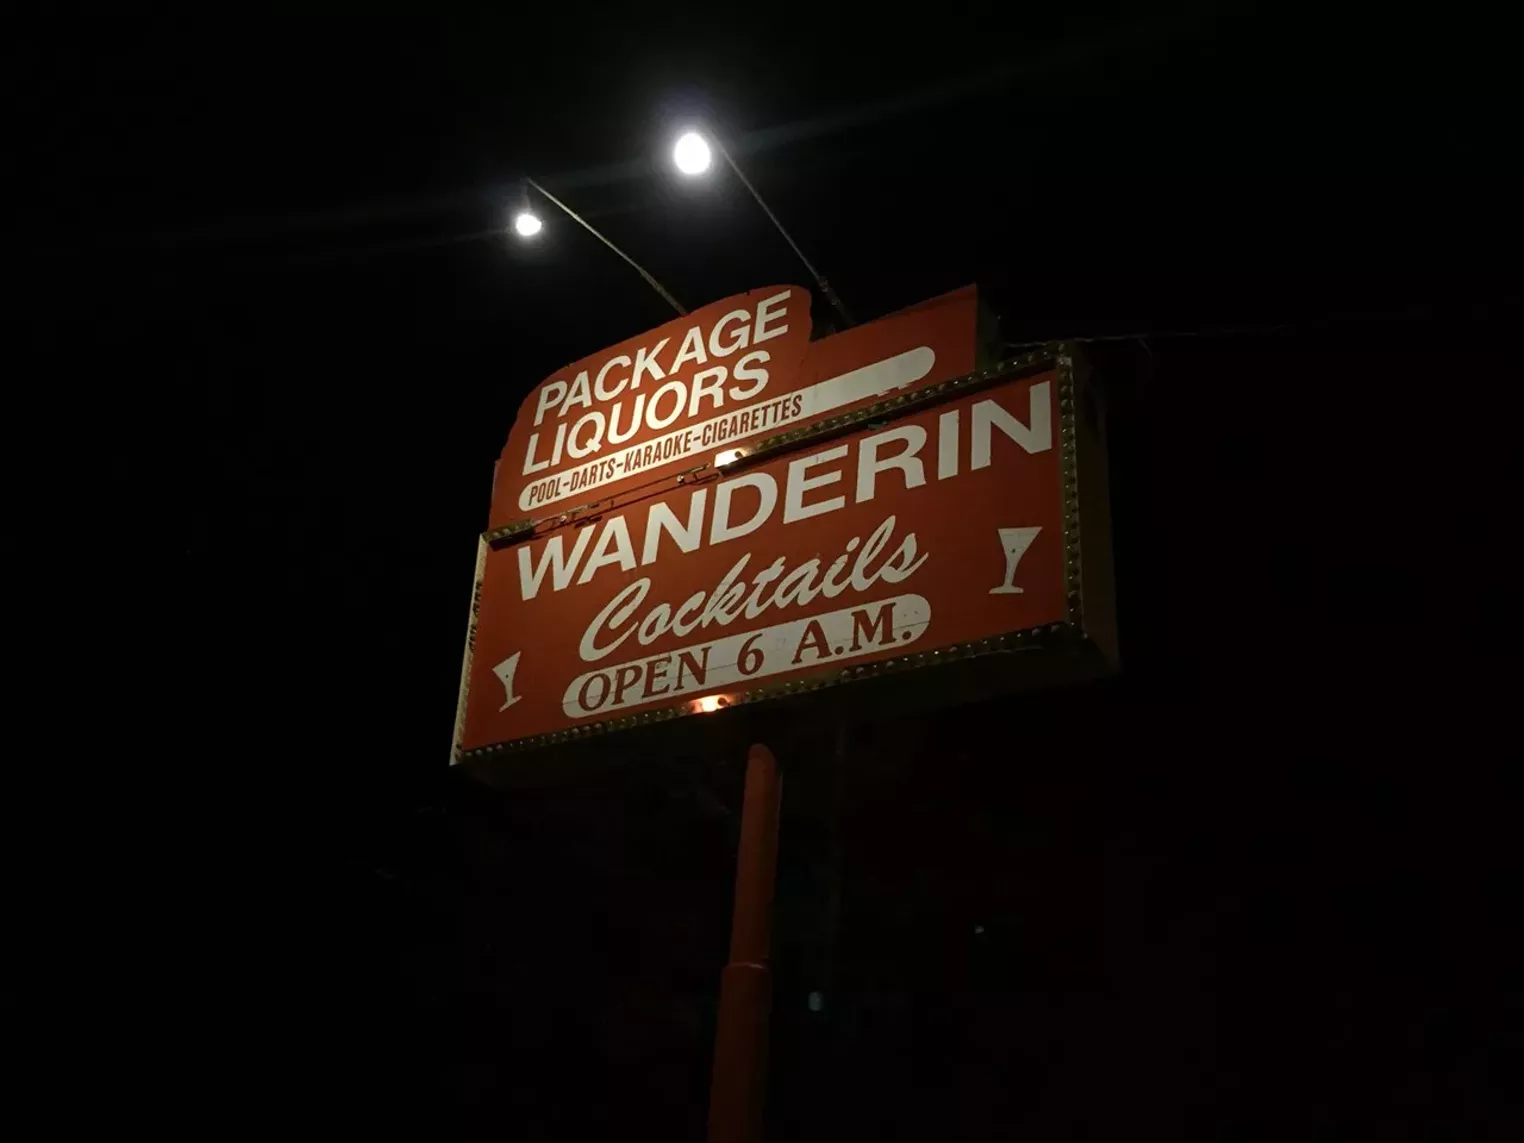 PACKAGE
LIQUORS
POOL-DARTS-KARAOKE-CIGARETTES
WANDERIN
Cocktails
OPEN 6 A.M.